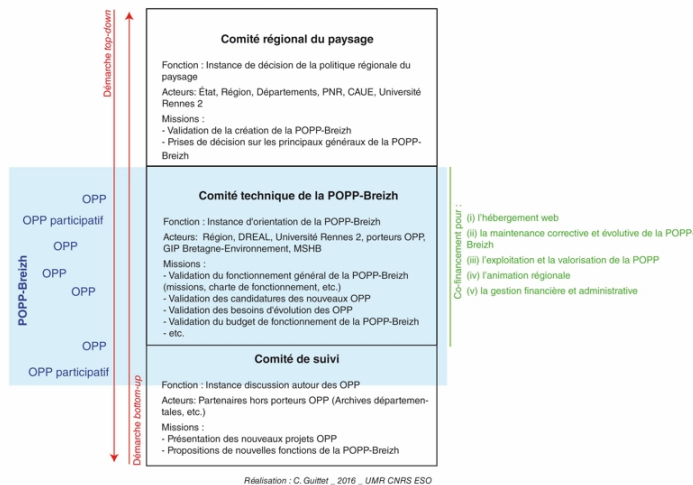 Démarche top-down
Comité régional du paysage
Fonction : Instance de décision de la politique régionale du
paysage
Acteurs: État, Région, Départements, PNR, CAUE, Université
Rennes 2
Missions :
- Validation de la création de la POPP-Breizh
- Prises de décision sur les principaux généraux de la POPP-
Breizh
POPP-Breizh
OPP
OPP participatif
OPP
OPP
OPP
OPP
OPP participatif
Comité technique de la POPP-Breizh
Fonction : Instance d'orientation de la POPP-Breizh
Acteurs: Région, DREAL, Université Rennes 2, porteurs OPP,
GIP Bretagne-Environnement, MSHB
Missions :
- Validation du fonctionnement général de la POPP-Breizh
(missions, charte de fonctionnement, etc.)
- Validation des candidatures des nouveaux OPP
- Validation des besoins d'évolution des OPP
- Validation du budget de fonctionnement de la POPP-Breizh
- etc.
Co-financement pour :
(i) l'hébergement web
(ii) la maintenance corrective et évolutive de la POPP-
Breizh
(iii) l'exploitation et la valorisation de la POPP
(iv) l'animation régionale
(v) la gestion financière et administrative
Démarche bottom-up
Comité de suivi
Fonction : Instance discussion autour des OPP
Acteurs: Partenaires hors porteurs OPP (Archives départemen-
tales, etc.)
Missions :
- Présentation des nouveaux projets OPP
- Propositions de nouvelles fonctions de la POPP-Breizh
Réalisation : C. Guittet _ 2016 _ UMR CNRS ESO